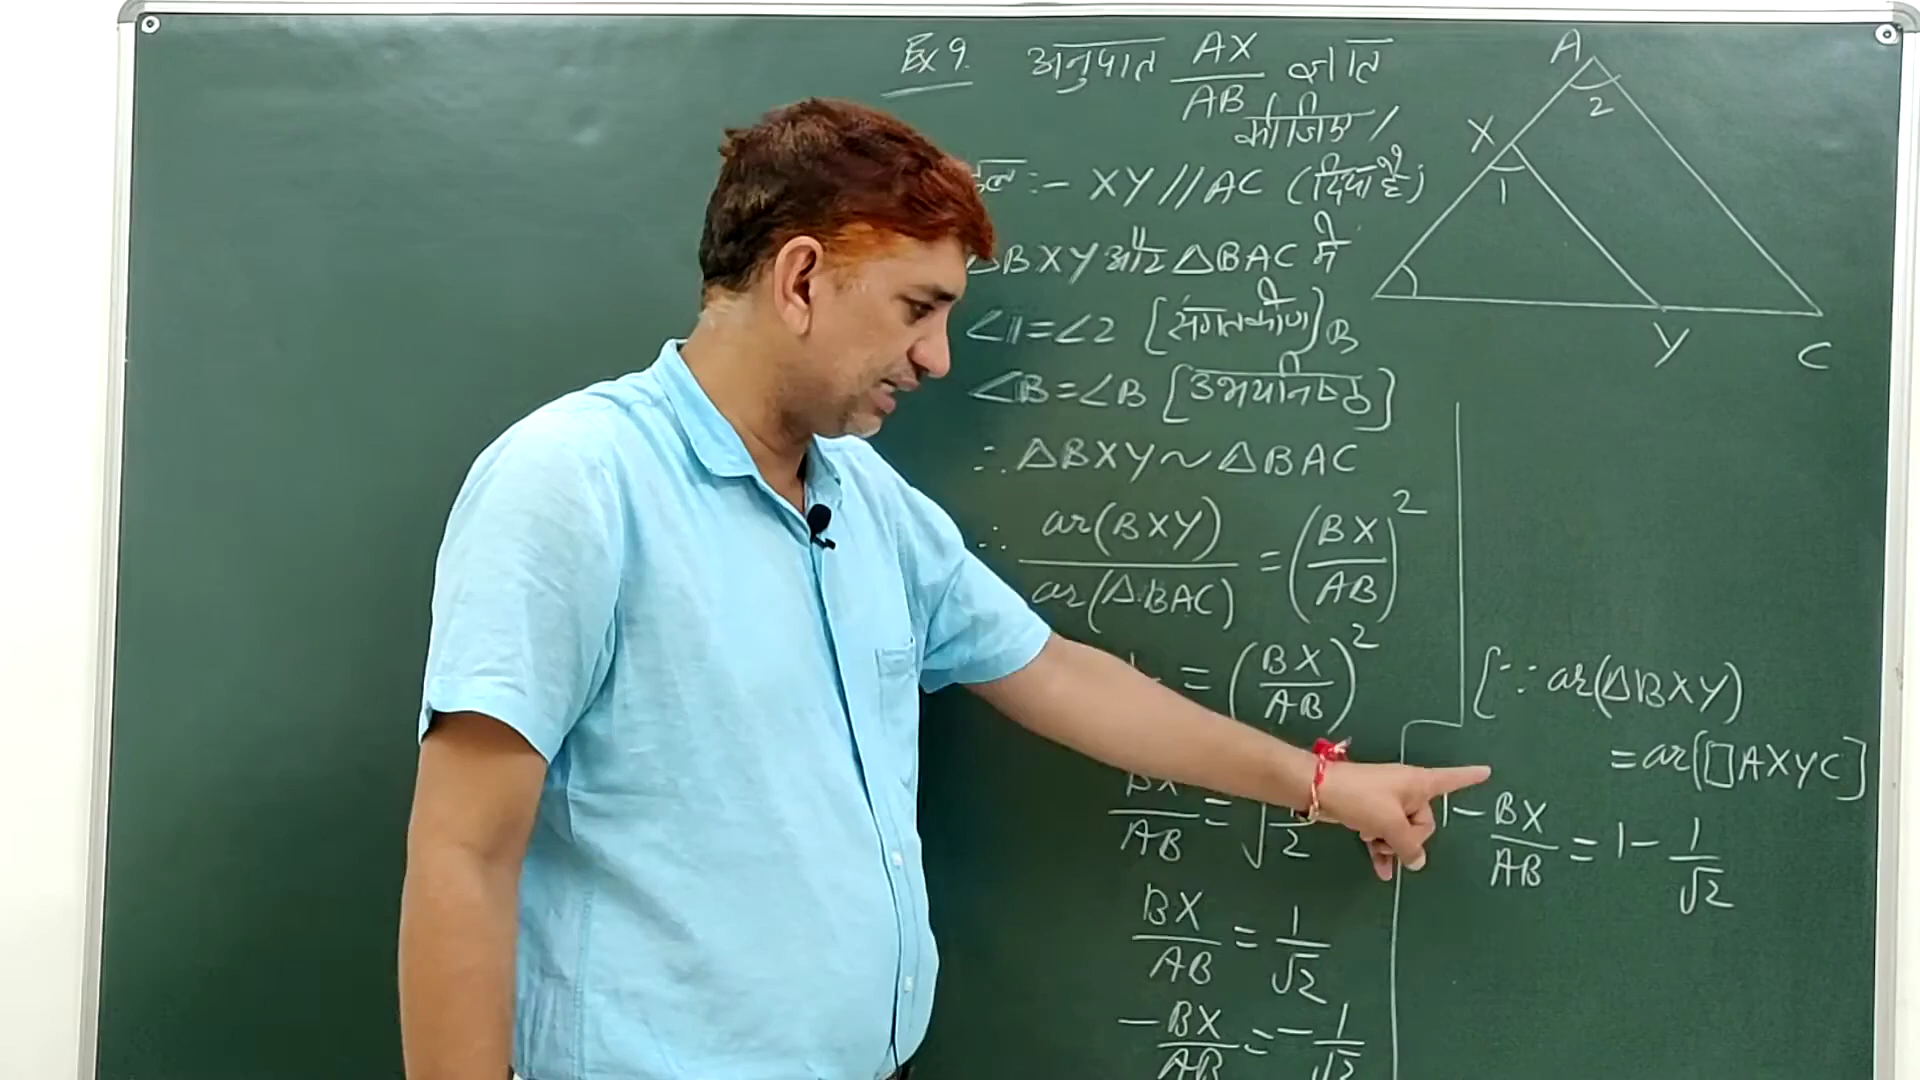 Ex 9. अनुपात AX/AB ज्ञात
कीजिए /
हल :- XY // AC (दिया है)
△BXY और △BAC में
∠1 = ∠2 [संगत कोण]
∠B = ∠B [उभयनिष्ठ]
∴ △BXY ~ △BAC
∴ ar(BXY)/ar(△BAC) = (BX/AB)²
= (BX/AB)²
BX/AB = √1/2
BX/AB = 1/√2
-BX/AB = -1/√2
[∵ ar(△BXY)
= ar(□AXYC]
1 - BX/AB = 1 - 1/√2
A
2
X
1
B
Y
C